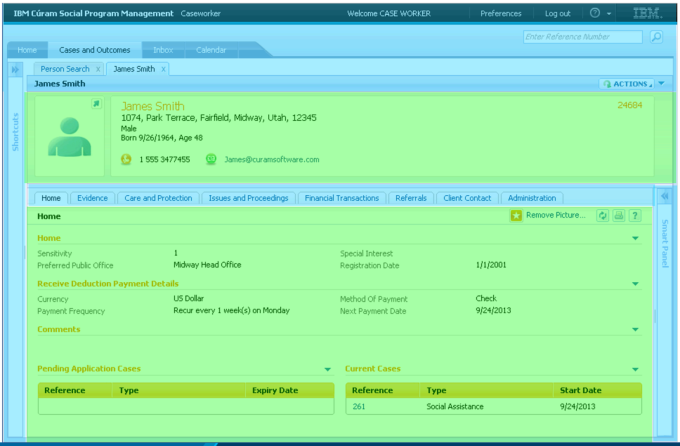 IBM Cúram Social Program Management Caseworker Welcome CASE WORKER Preferences Log out ? IBM.
Enter Reference Number
Home Cases and Outcomes Inbox Calendar
Person Search X James Smith X
James Smith ACTIONS
James Smith 24684
1074, Park Terrace, Fairfield, Midway, Utah, 12345
Male
Born 9/26/1964, Age 48
1 555 3477455 James@curamsoftware.com
Shortcuts
Home Evidence Care and Protection Issues and Proceedings Financial Transactions Referrals Client Contact Administration
Home Remove Picture... ?
Smart Panel
Home
Sensitivity 1 Special Interest
Preferred Public Office Midway Head Office Registration Date 1/1/2001
Receive Deduction Payment Details
Currency US Dollar Method Of Payment Check
Payment Frequency Recur every 1 week(s) on Monday Next Payment Date 9/24/2013
Comments
Pending Application Cases Current Cases
Reference Type Expiry Date Reference Type Start Date
261 Social Assistance 9/24/2013